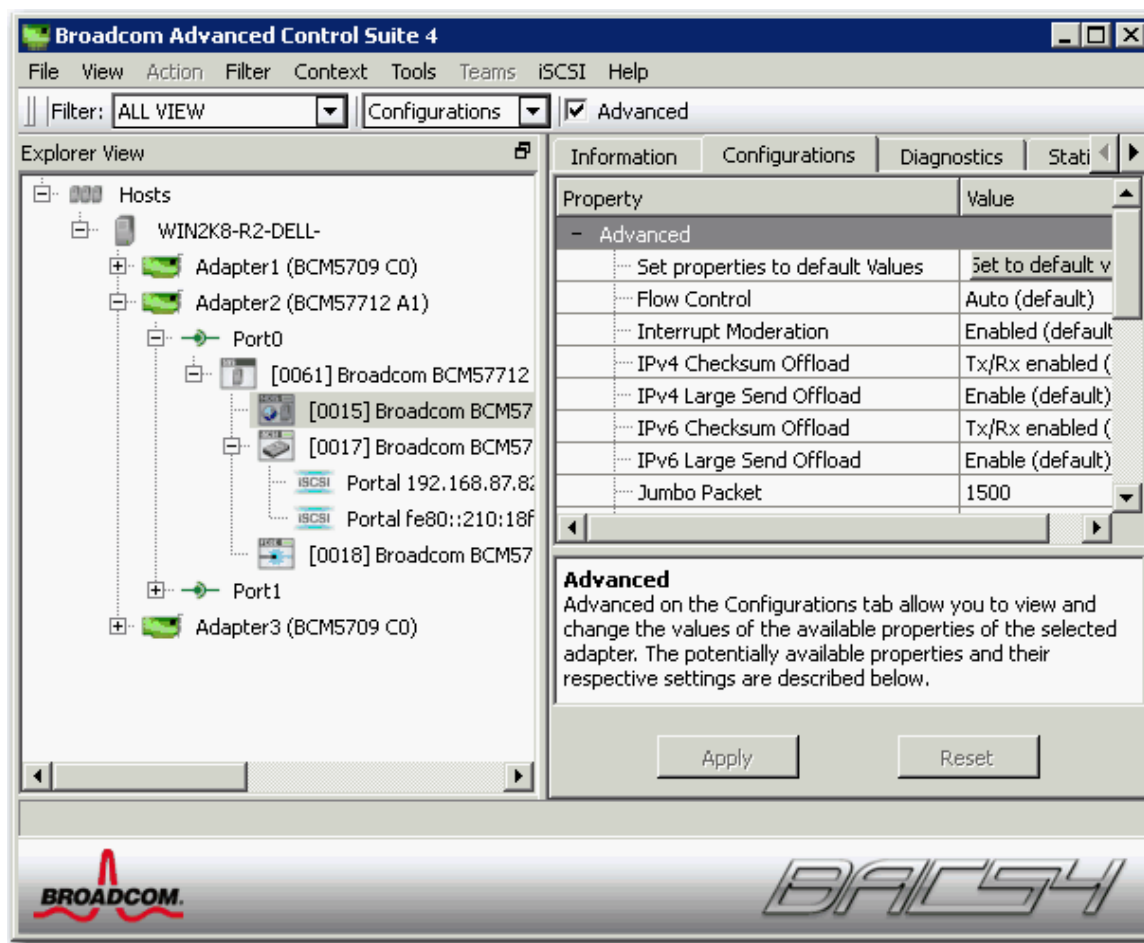 Broadcom Advanced Control Suite 4
File View Action Filter Context Tools Teams iSCSI Help
Filter: ALL VIEW Configurations Advanced
Explorer View
Hosts
WIN2K8-R2-DELL-
Adapter1 (BCM5709 C0)
Adapter2 (BCM57712 A1)
Port0
[0061] Broadcom BCM57712
[0015] Broadcom BCM57
[0017] Broadcom BCM57
iSCSI Portal 192.168.87.82
iSCSI Portal fe80::210:18f
[0018] Broadcom BCM57
Port1
Adapter3 (BCM5709 C0)
Information Configurations Diagnostics Stati
Property Value
Advanced
Set properties to default Values Set to default v
Flow Control Auto (default)
Interrupt Moderation Enabled (default
IPv4 Checksum Offload Tx/Rx enabled (
IPv4 Large Send Offload Enable (default)
IPv6 Checksum Offload Tx/Rx enabled (
IPv6 Large Send Offload Enable (default)
Jumbo Packet 1500
Advanced
Advanced on the Configurations tab allow you to view and
change the values of the available properties of the selected
adapter. The potentially available properties and their
respective settings are described below.
Apply Reset
BROADCOM.
BACS4